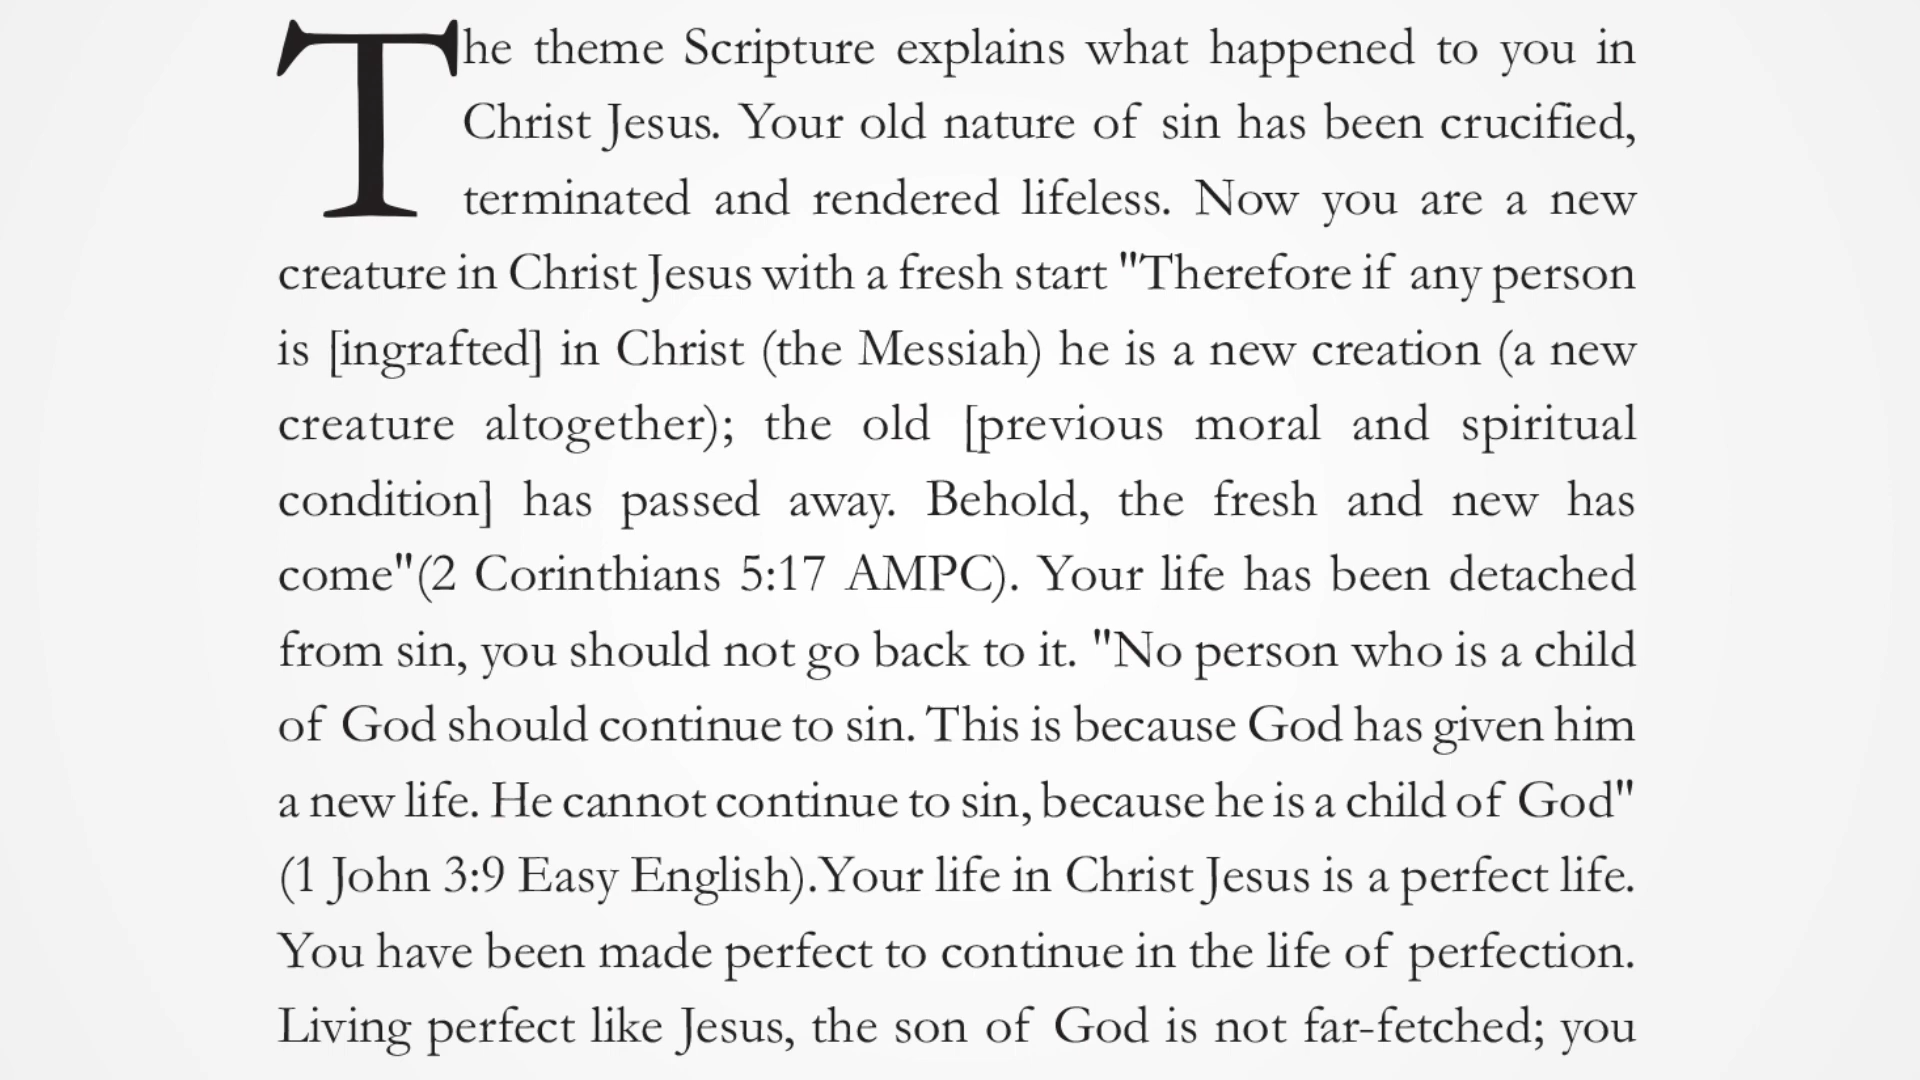 The theme Scripture explains what happened to you in
Christ Jesus. Your old nature of sin has been crucified,
terminated and rendered lifeless. Now you are a new
creature in Christ Jesus with a fresh start "Therefore if any person
is [ingrafted] in Christ (the Messiah) he is a new creation (a new
creature altogether); the old [previous moral and spiritual
condition] has passed away. Behold, the fresh and new has
come"(2 Corinthians 5:17 AMPC). Your life has been detached
from sin, you should not go back to it. "No person who is a child
of God should continue to sin. This is because God has given him
a new life. He cannot continue to sin, because he is a child of God"
(1 John 3:9 Easy English).Your life in Christ Jesus is a perfect life.
You have been made perfect to continue in the life of perfection.
Living perfect like Jesus, the son of God is not far-fetched; you